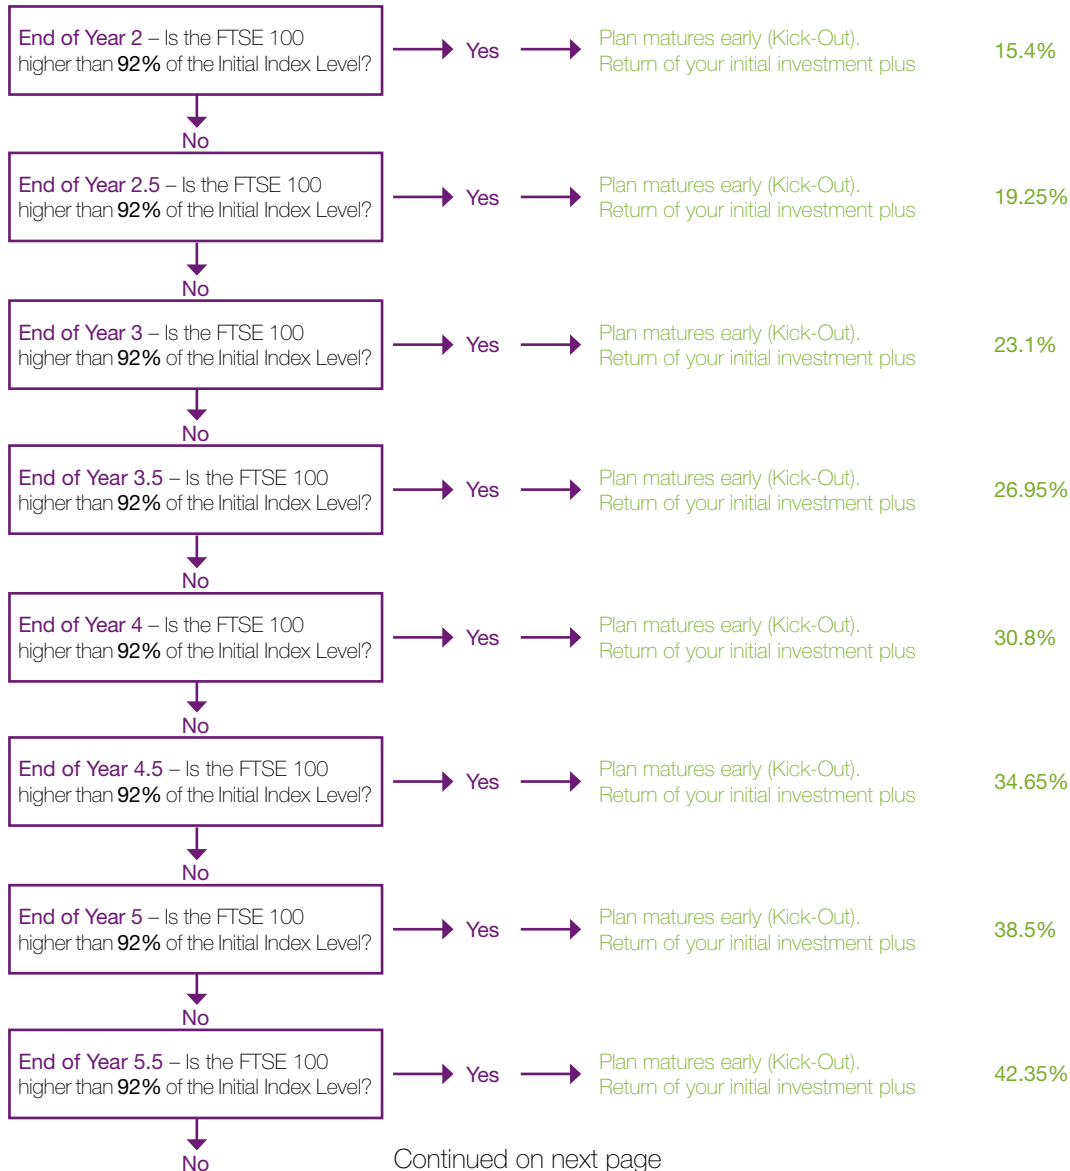 End of Year 2 – Is the FTSE 100
higher than 92% of the Initial Index Level?
Yes
Plan matures early (Kick-Out).
Return of your initial investment plus
15.4%
No
End of Year 2.5 – Is the FTSE 100
higher than 92% of the Initial Index Level?
Yes
Plan matures early (Kick-Out).
Return of your initial investment plus
19.25%
No
End of Year 3 – Is the FTSE 100
higher than 92% of the Initial Index Level?
Yes
Plan matures early (Kick-Out).
Return of your initial investment plus
23.1%
No
End of Year 3.5 – Is the FTSE 100
higher than 92% of the Initial Index Level?
Yes
Plan matures early (Kick-Out).
Return of your initial investment plus
26.95%
No
End of Year 4 – Is the FTSE 100
higher than 92% of the Initial Index Level?
Yes
Plan matures early (Kick-Out).
Return of your initial investment plus
30.8%
No
End of Year 4.5 – Is the FTSE 100
higher than 92% of the Initial Index Level?
Yes
Plan matures early (Kick-Out).
Return of your initial investment plus
34.65%
No
End of Year 5 – Is the FTSE 100
higher than 92% of the Initial Index Level?
Yes
Plan matures early (Kick-Out).
Return of your initial investment plus
38.5%
No
End of Year 5.5 – Is the FTSE 100
higher than 92% of the Initial Index Level?
Yes
Plan matures early (Kick-Out).
Return of your initial investment plus
42.35%
No
Continued on next page